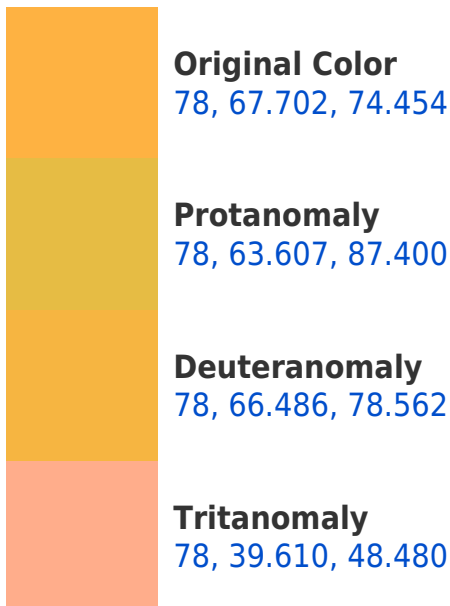 Original Color
78, 67.702, 74.454
Protanomaly
78, 63.607, 87.400
Deuteranomaly
78, 66.486, 78.562
Tritanomaly
78, 39.610, 48.480